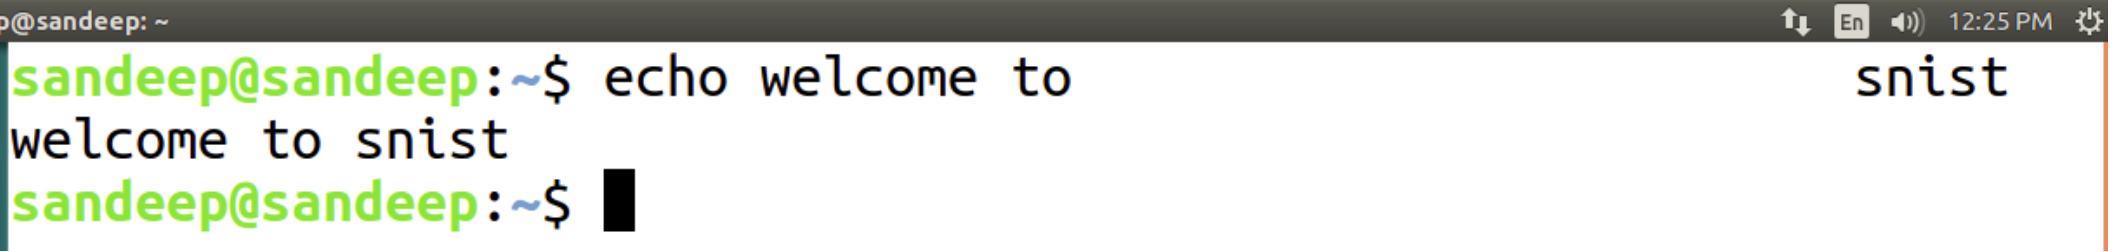 p@sandeep: ~ En 12:25 PM
sandeep@sandeep:~$ echo welcome to                         snist
welcome to snist
sandeep@sandeep:~$